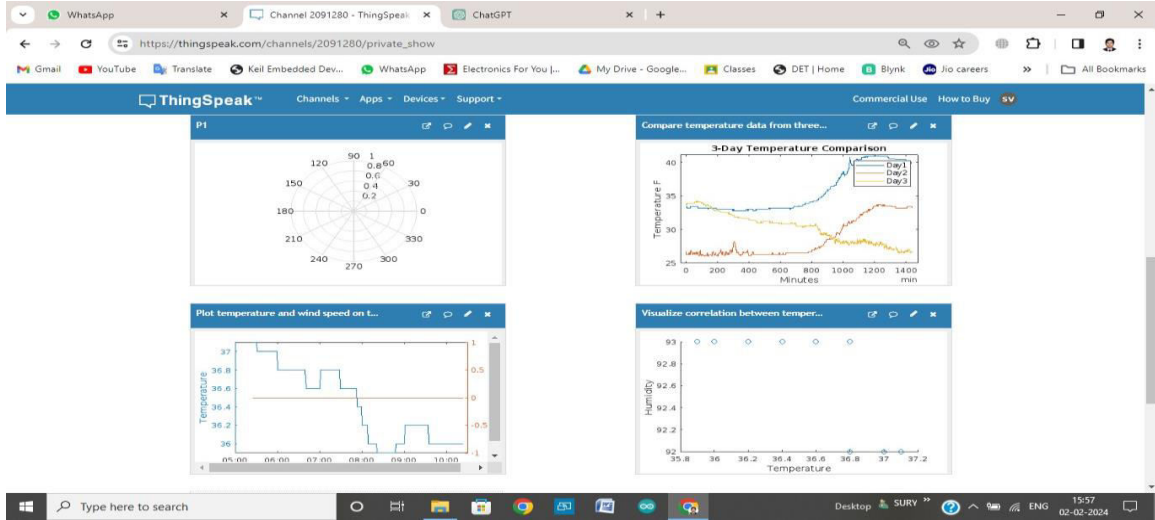 WhatsApp
Channel 2091280 - ThingSpeak
ChatGPT
https://thingspeak.com/channels/2091280/private_show
Gmail
YouTube
Translate
Keil Embedded Dev...
WhatsApp
Electronics For You |...
My Drive - Google...
Classes
DET | Home
Blynk
Jio careers
All Bookmarks
ThingSpeak™
Channels
Apps
Devices
Support
Commercial Use
How to Buy
SV
P1
90 1
120 0.8 60
0.6
150 0.4 30
0.2
180 0
210 330
240 300
270
Compare temperature data from three...
3-Day Temperature Comparison
Day1
Day2
Day3
Temperature F
40
35
30
25
0 200 400 600 800 1000 1200 1400
Minutes
min
Plot temperature and wind speed on t...
Temperature
37
36.8
36.6
36.4
36.2
36
1
0.5
0
-0.5
-1
05:00 06:00 07:00 08:00 09:00 10:00
Visualize correlation between temper...
Humidity
93
92.8
92.6
92.4
92.2
92
35.8 36 36.2 36.4 36.6 36.8 37 37.2
Temperature
Type here to search
Desktop
SURY
ENG
15:57
02-02-2024